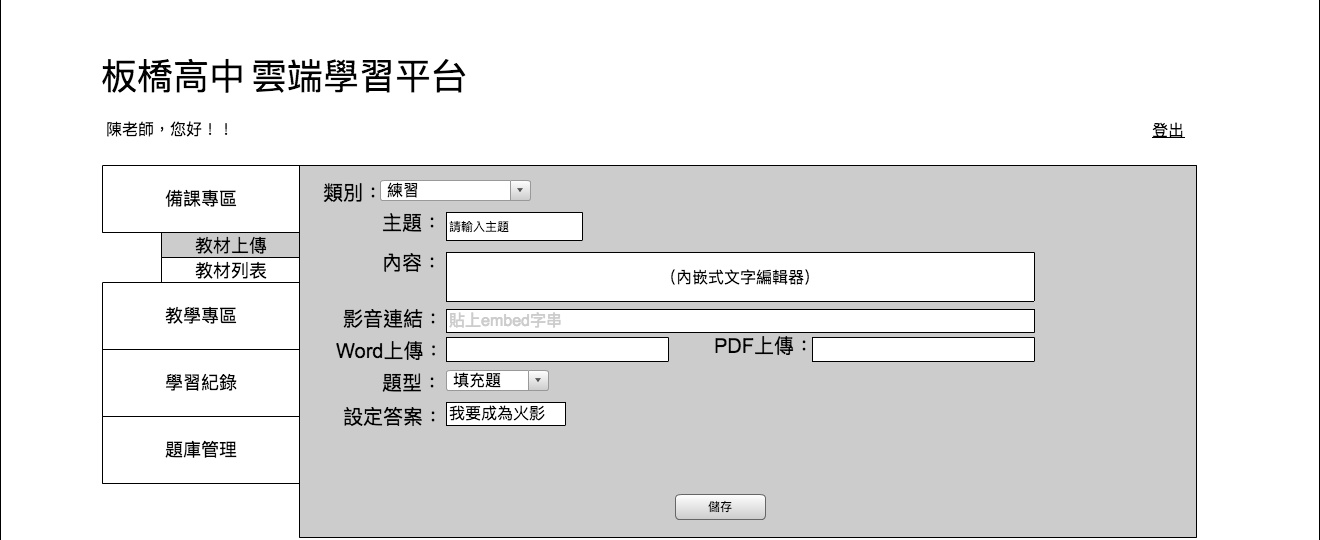 板橋高中 雲端學習平台
陳老師，您好！！
登出
備課專區
教材上傳
教材列表
教學專區
學習紀錄
題庫管理
類別：練習
主題：請輸入主題
內容：（內嵌式文字編輯器）
影音連結：貼上embed字串
Word上傳： PDF上傳：
題型：填充題
設定答案：我要成為火影
儲存